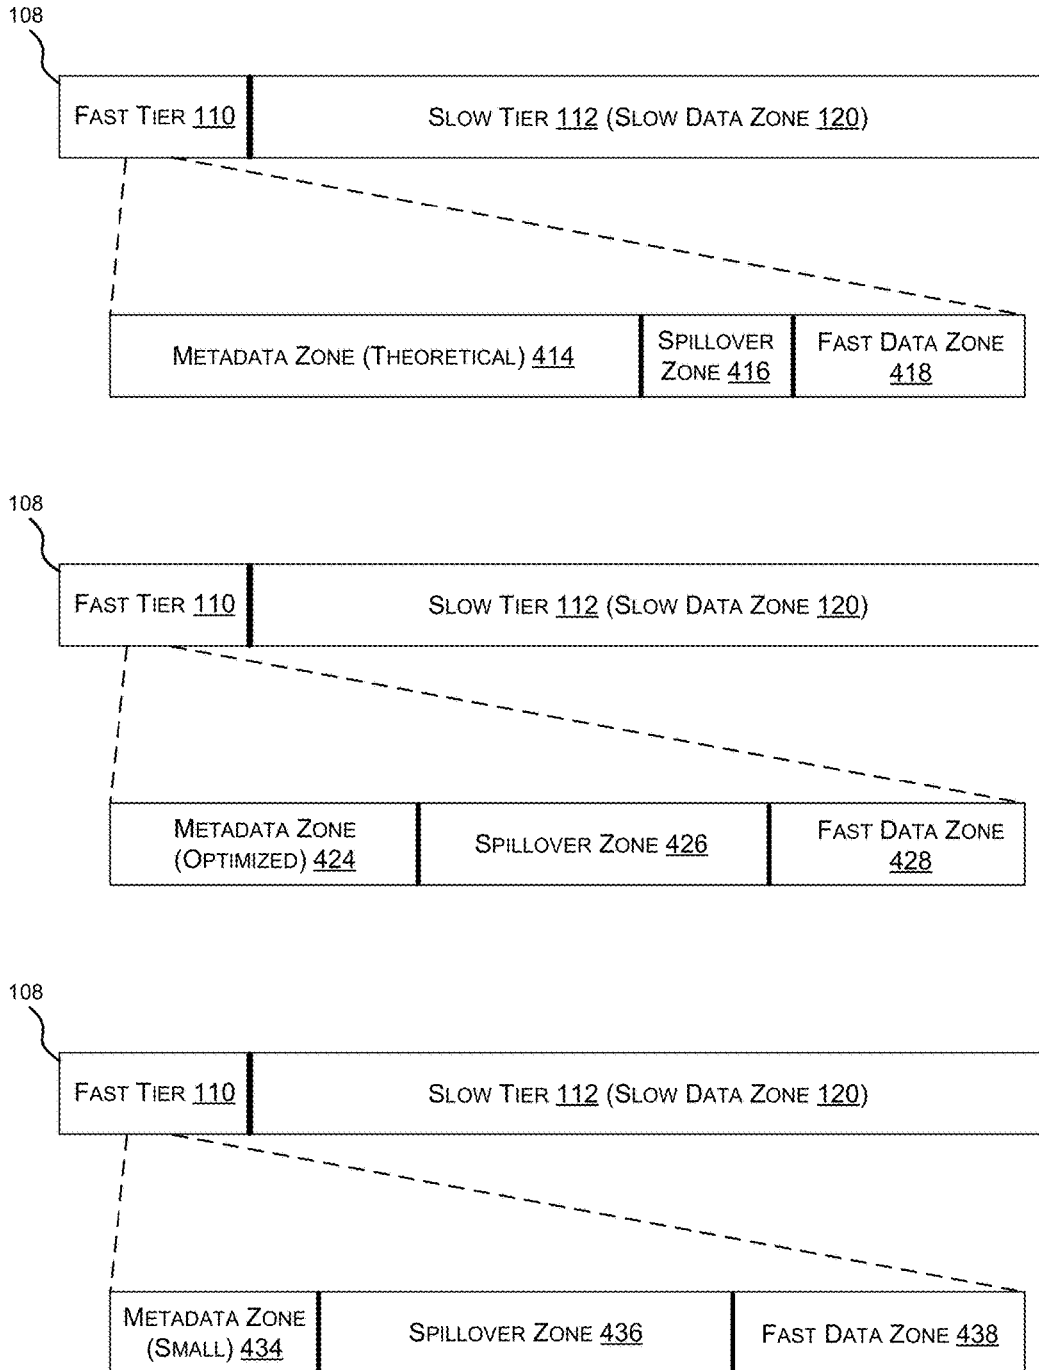 108
FAST TIER 110
SLOW TIER 112 (SLOW DATA ZONE 120)
METADATA ZONE (THEORETICAL) 414
SPILLOVER
ZONE 416
FAST DATA ZONE
418
108
FAST TIER 110
SLOW TIER 112 (SLOW DATA ZONE 120)
METADATA ZONE
(OPTIMIZED) 424
SPILLOVER ZONE 426
FAST DATA ZONE
428
108
FAST TIER 110
SLOW TIER 112 (SLOW DATA ZONE 120)
METADATA ZONE
(SMALL) 434
SPILLOVER ZONE 436
FAST DATA ZONE 438